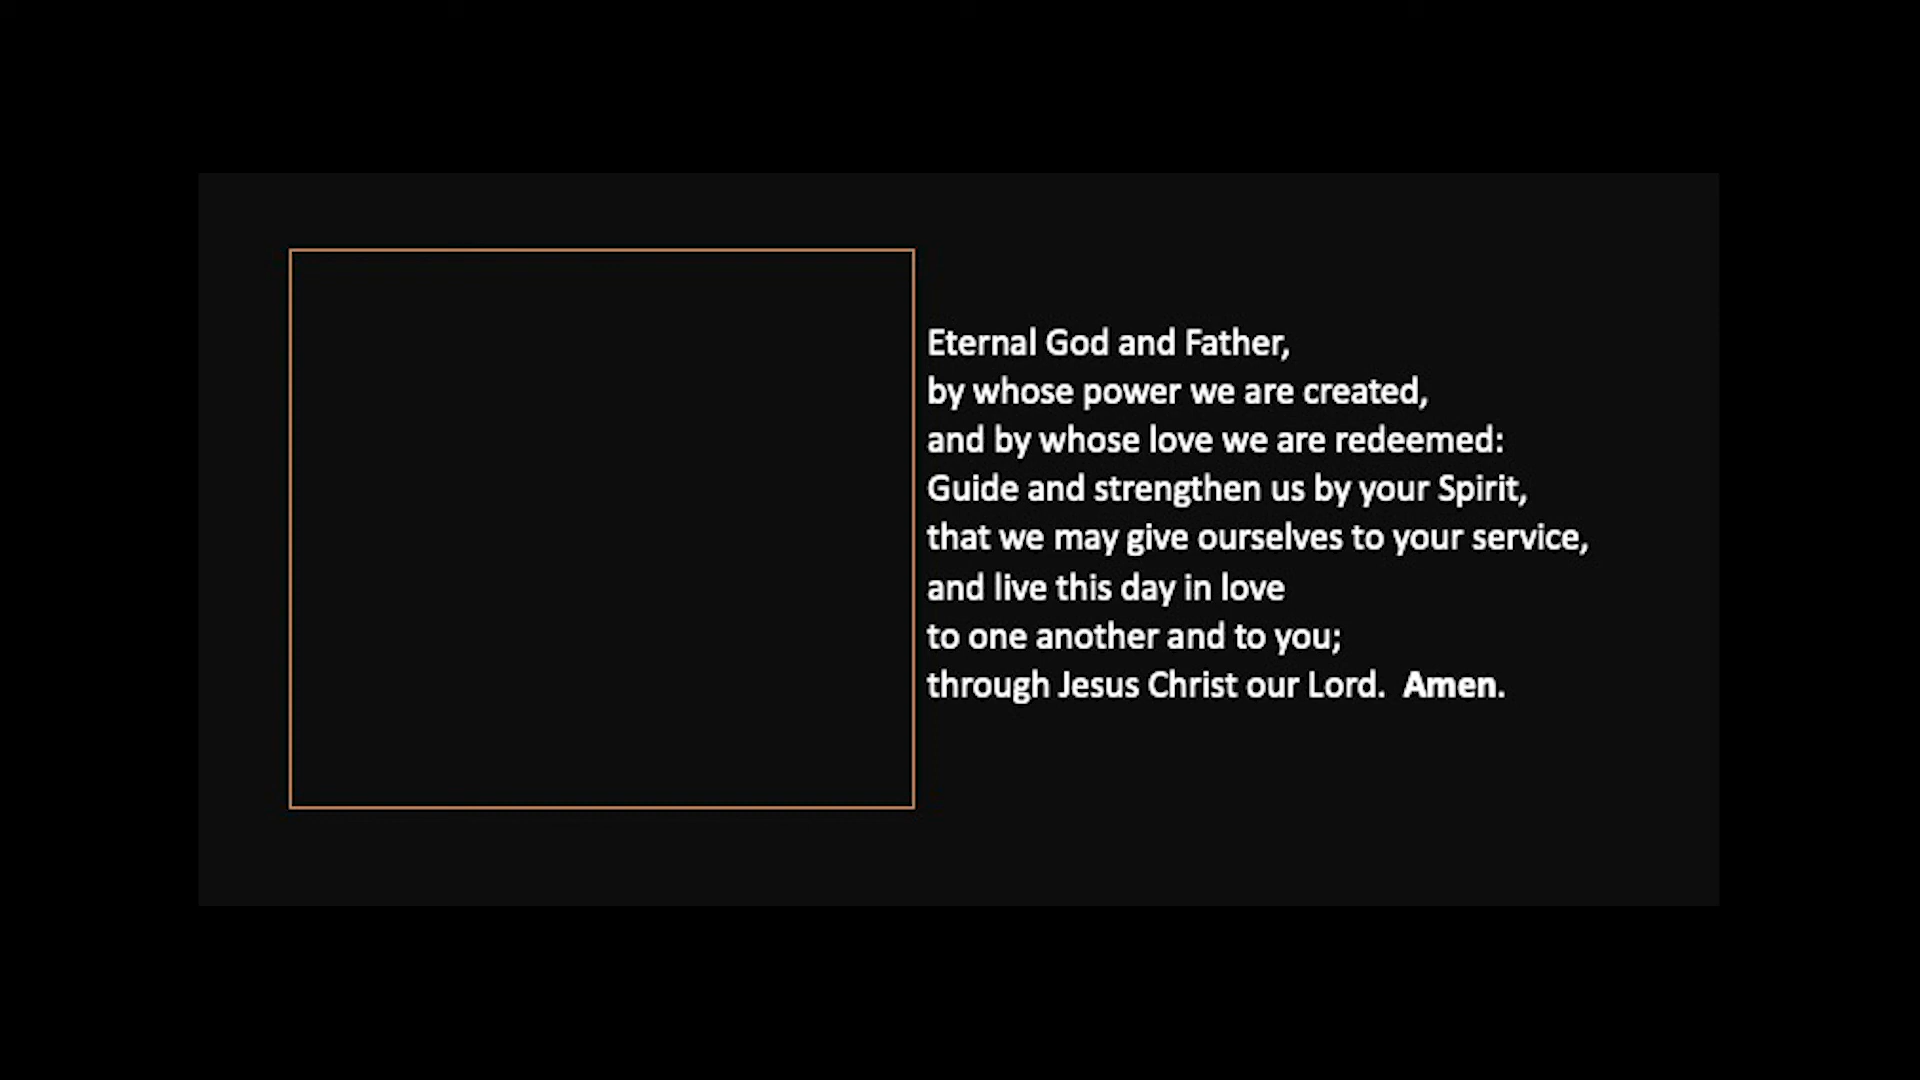 Eternal God and Father,
by whose power we are created,
and by whose love we are redeemed:
Guide and strengthen us by your Spirit,
that we may give ourselves to your service,
and live this day in love
to one another and to you;
through Jesus Christ our Lord.  Amen.